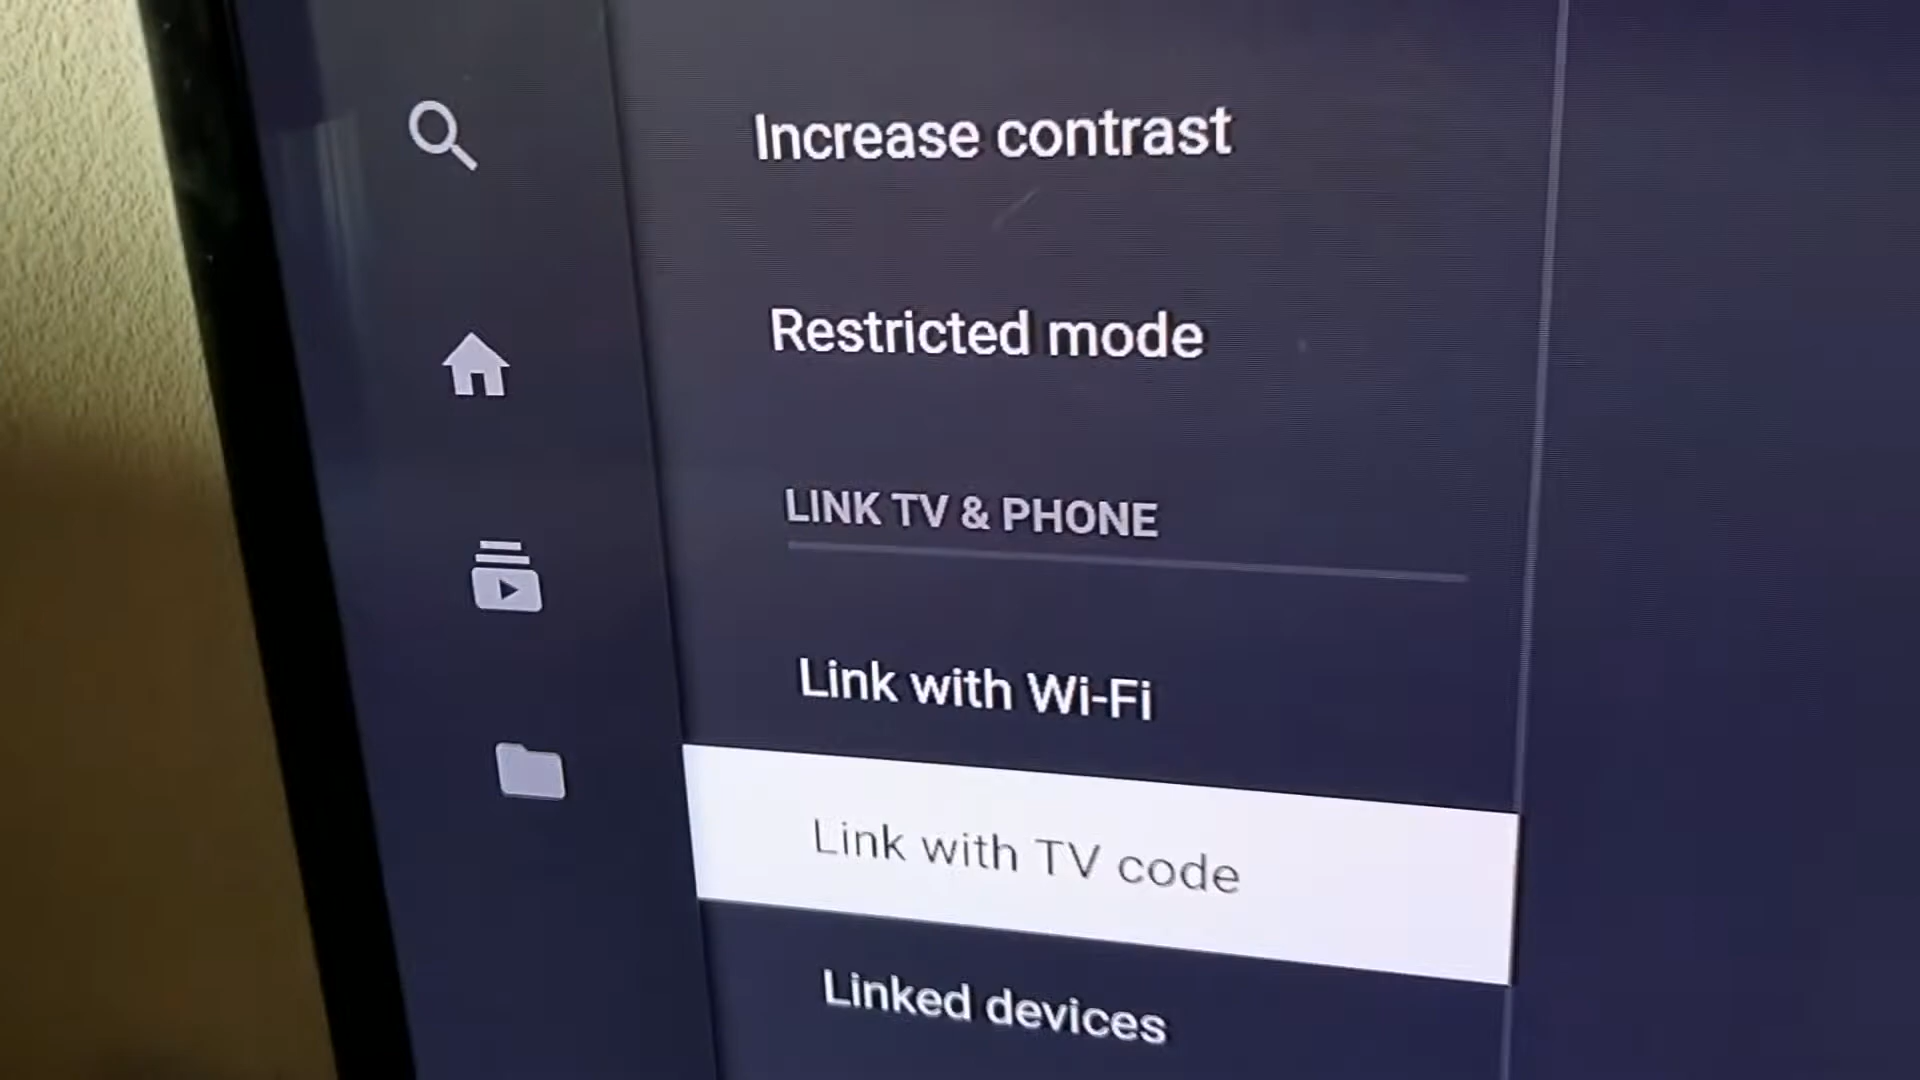 Increase contrast
Restricted mode
LINK TV & PHONE
Link with Wi-Fi
Link with TV code
Linked devices